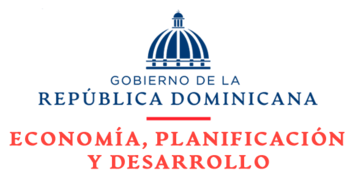 GOBIERNO DE LA
REPÚBLICA DOMINICANA
ECONOMÍA, PLANIFICACIÓN
Y DESARROLLO